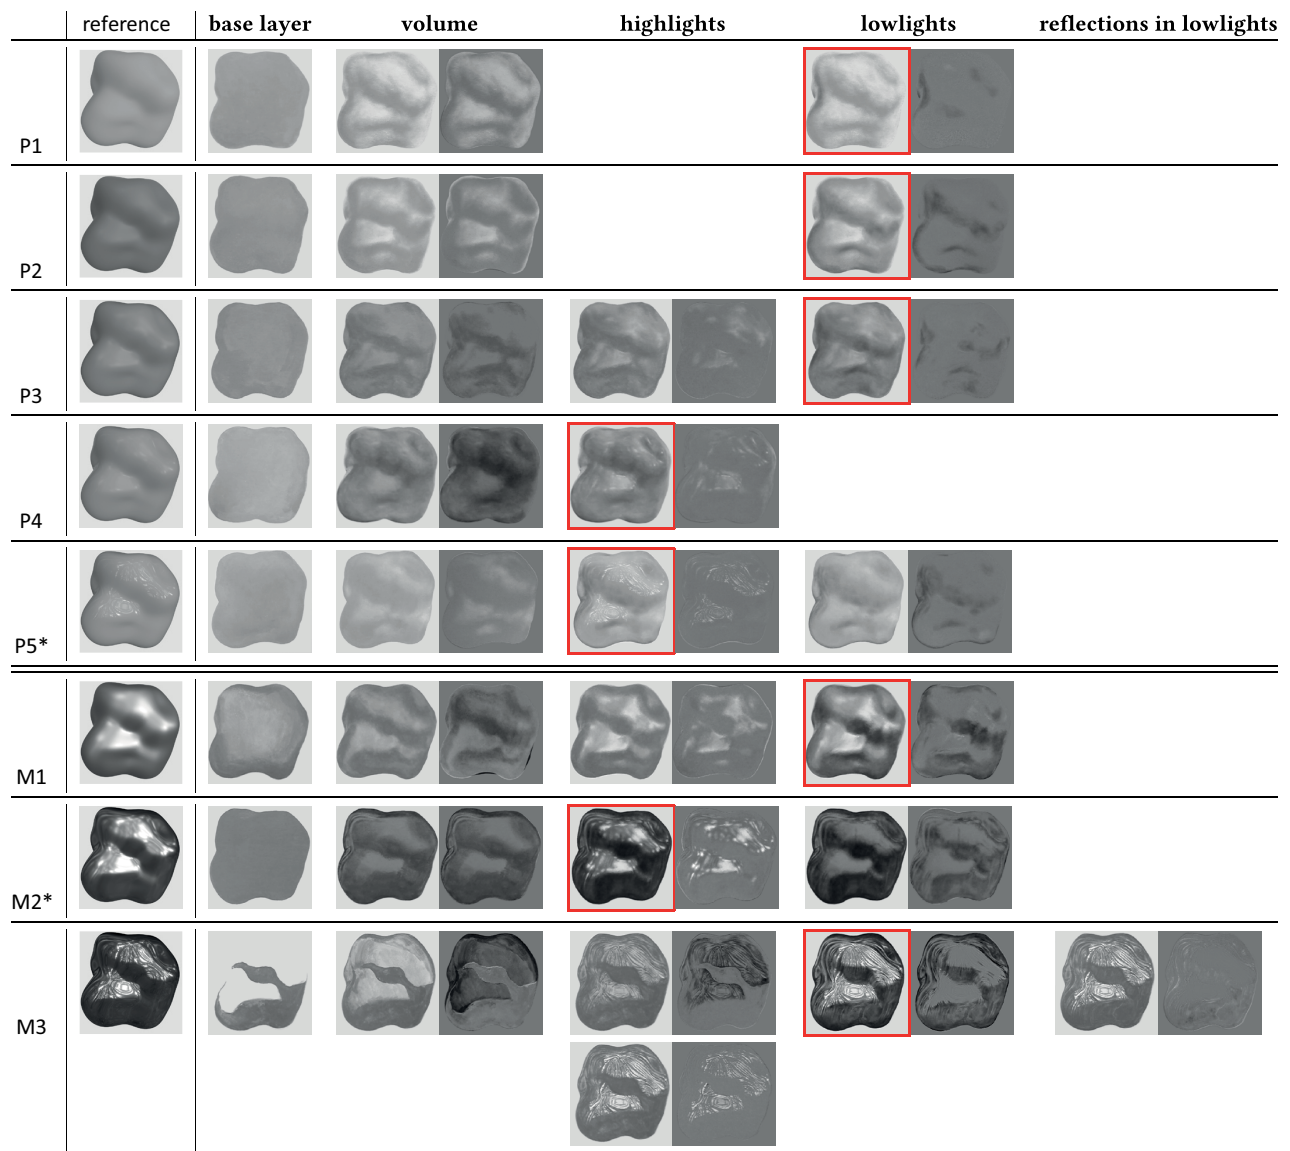 reference base layer volume highlights lowlights reflections in lowlights
P1
P2
P3
P4
P5*
M1
M2*
M3